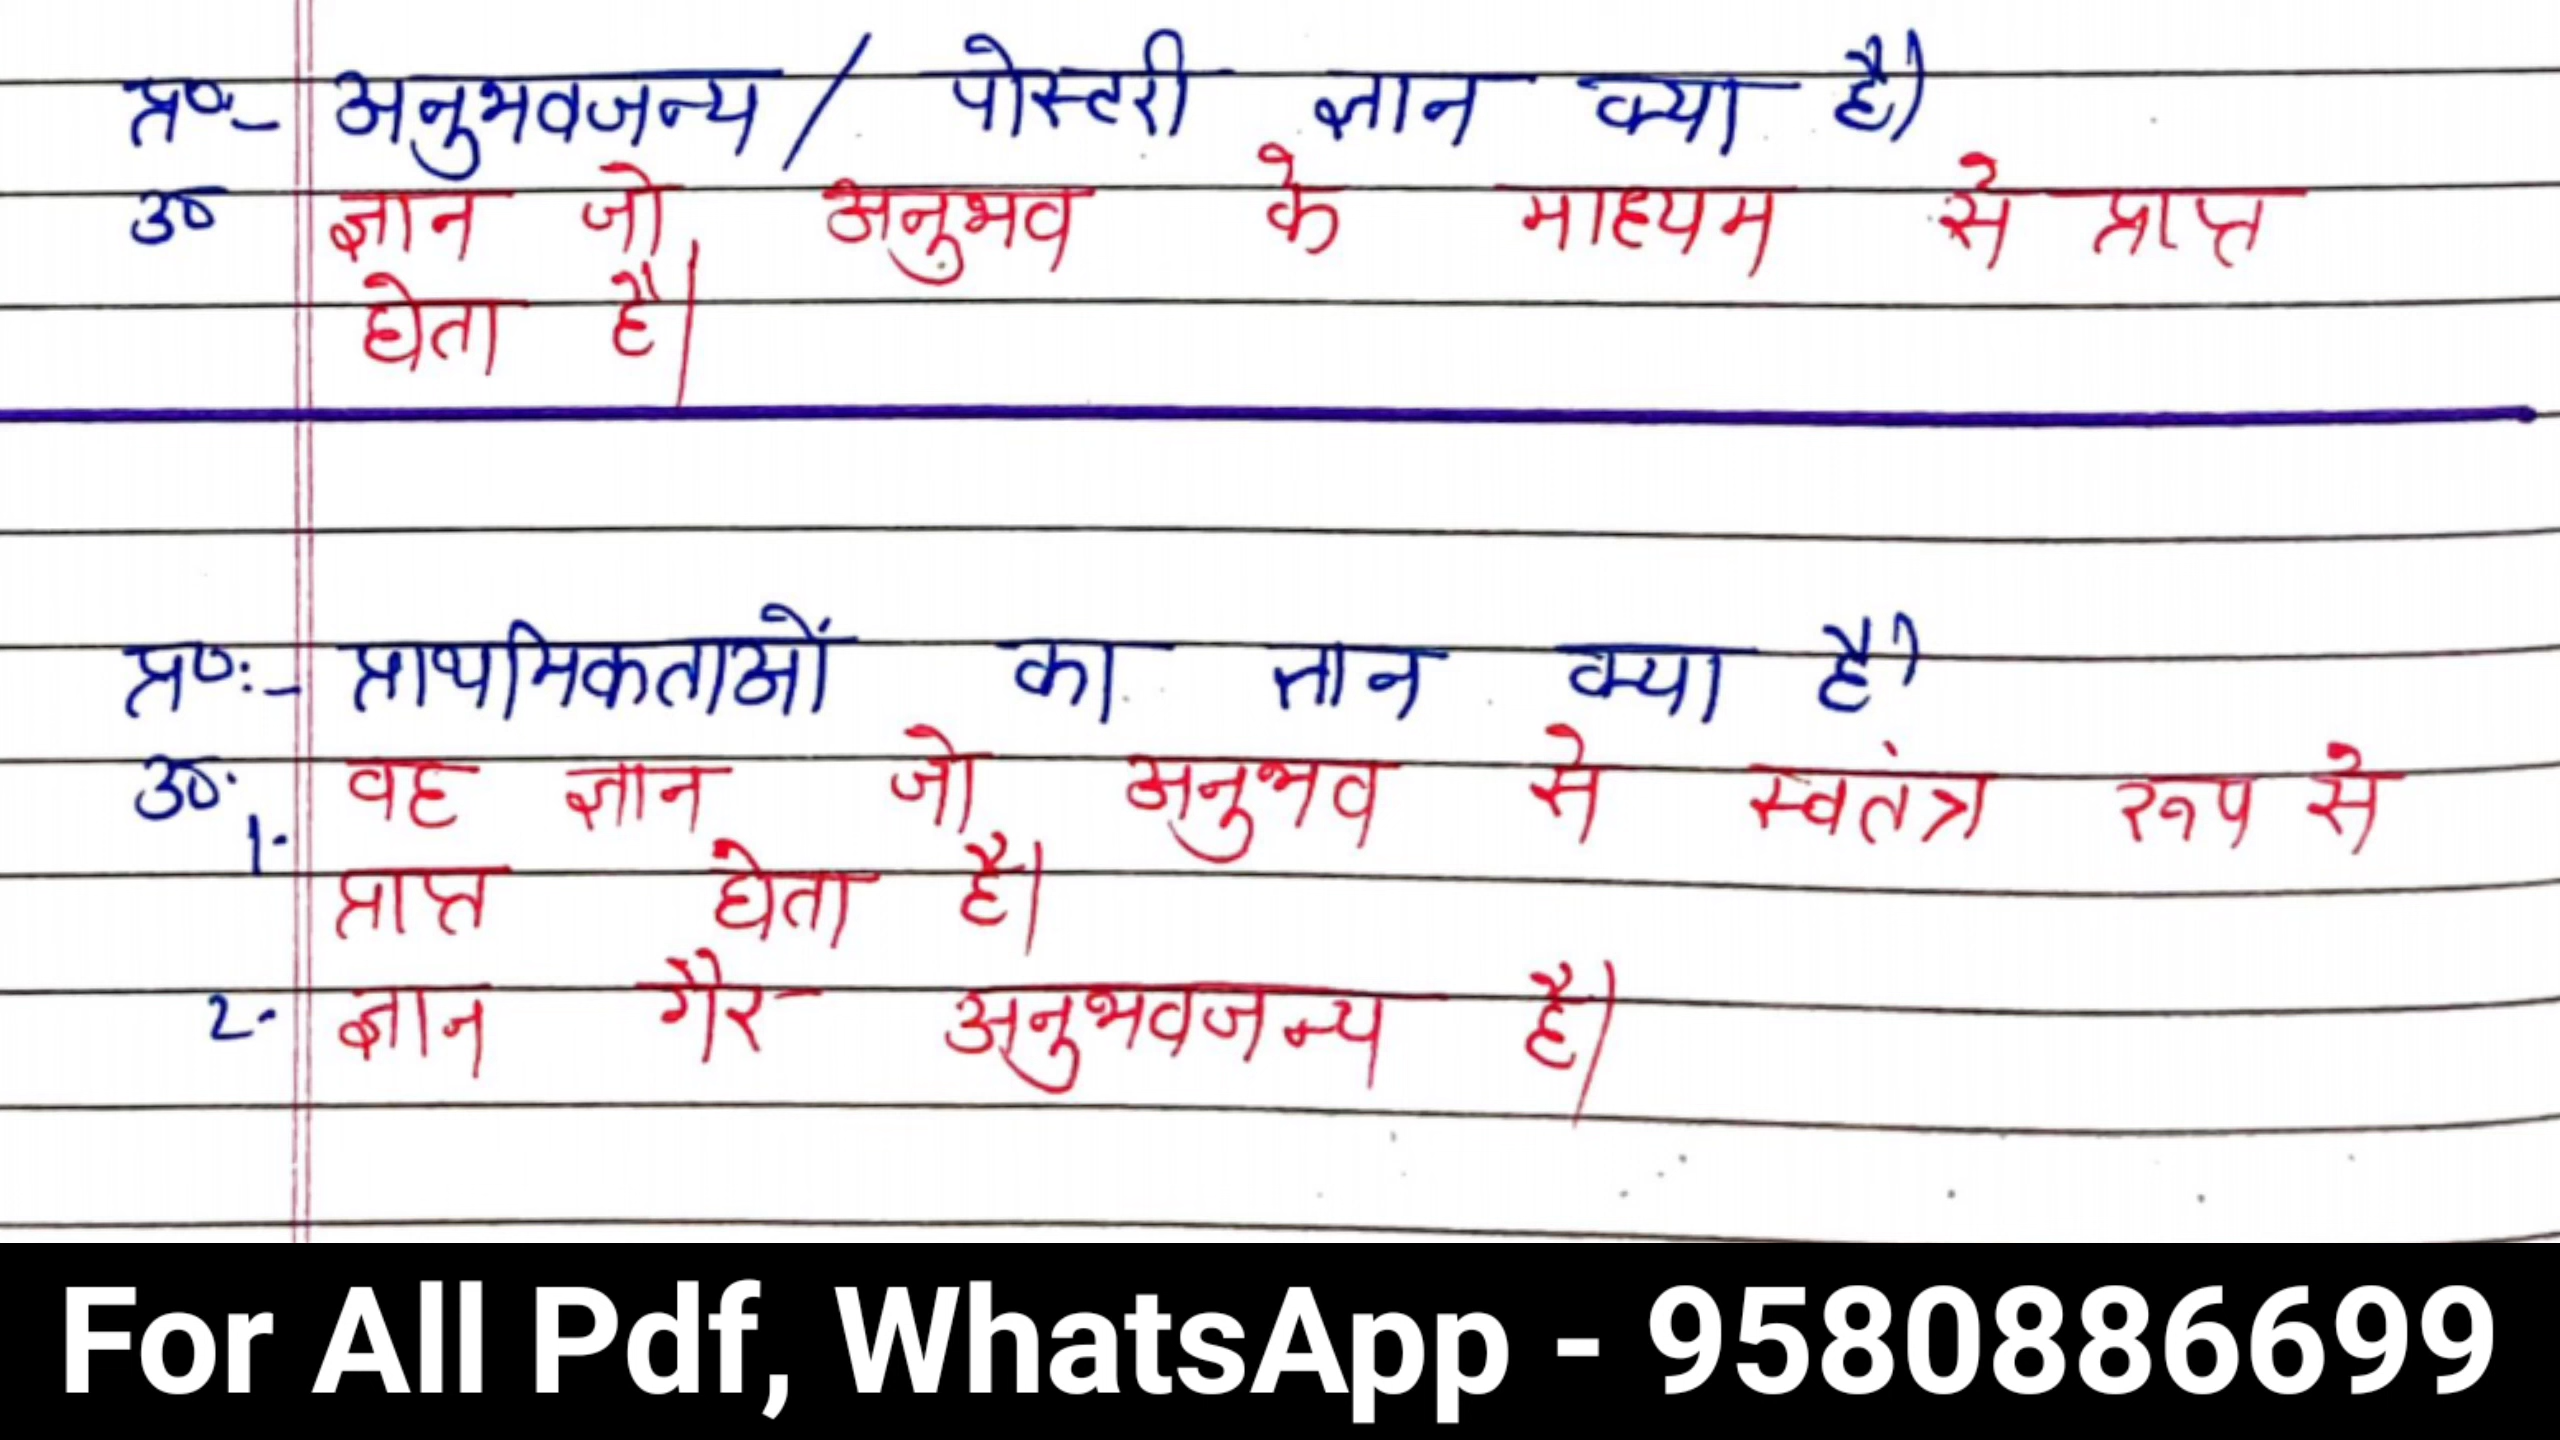 प्र०- अनुभवजन्य / पोस्टरी ज्ञान क्या है?
उ० ज्ञान जो अनुभव के माध्यम से प्राप्त
होता है।
प्र०:- प्राथमिकताओं का ज्ञान क्या है?
उ० वह ज्ञान जो अनुभव से स्वतंत्र रूप से
1. प्राप्त होता है।
2. ज्ञान गैर अनुभवजन्य है।
For All Pdf, WhatsApp - 9580886699